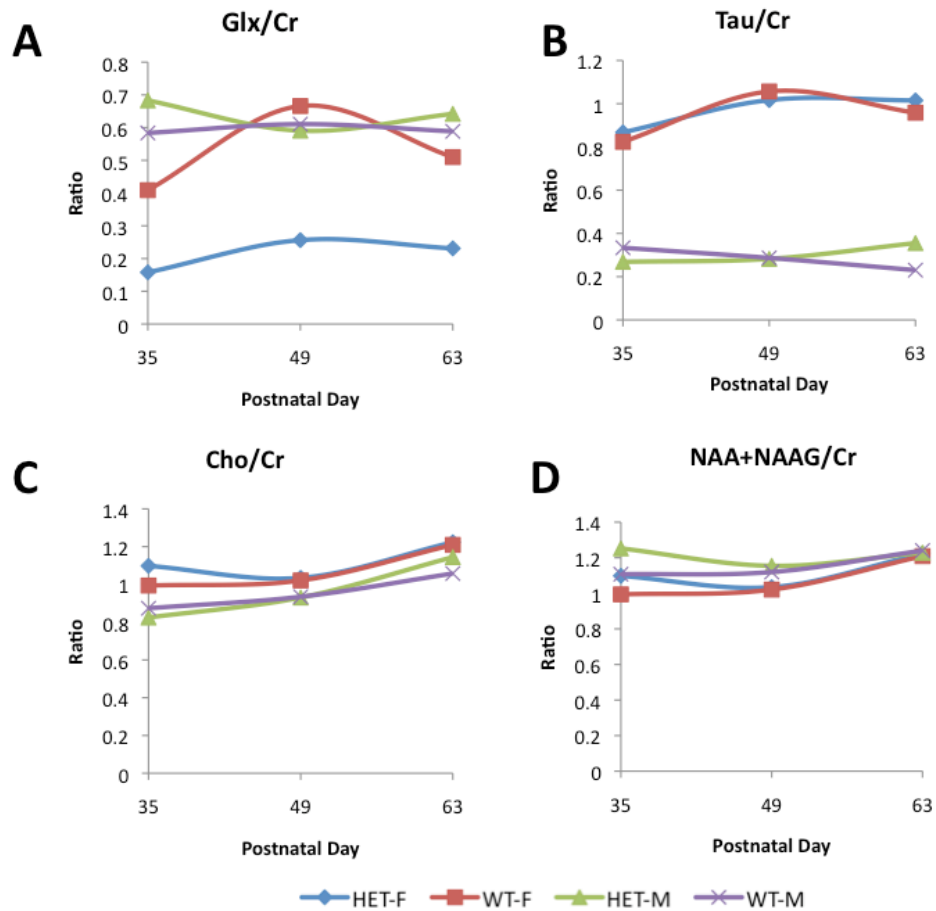 A
Glx/Cr
0.8
0.7
0.6
0.5
0.4
0.3
0.2
0.1
0
Ratio
35 49 63
Postnatal Day
B
Tau/Cr
1.2
1
0.8
0.6
0.4
0.2
0
Ratio
35 49 63
Postnatal Day
C
Cho/Cr
1.4
1.2
1
0.8
0.6
0.4
0.2
0
Ratio
35 49 63
Postnatal Day
D
NAA+NAAG/Cr
1.4
1.2
1
0.8
0.6
0.4
0.2
0
Ratio
35 49 63
Postnatal Day
HET-F WT-F HET-M WT-M